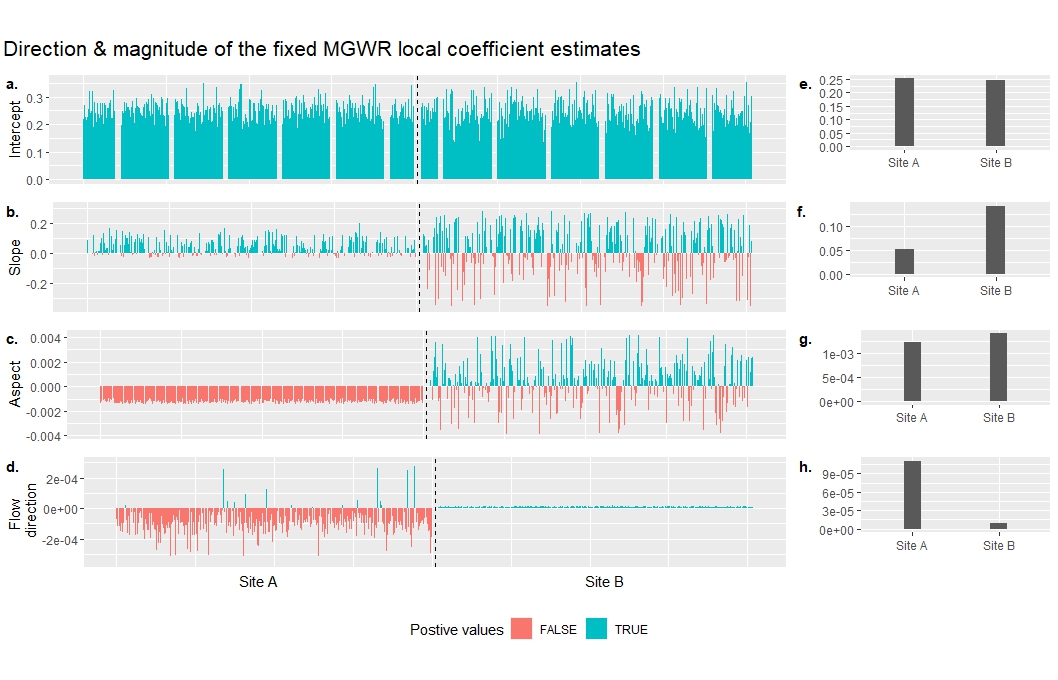 Direction & magnitude of the fixed MGWR local coefficient estimates
a.
Intercept
0.3
0.2
0.1
0.0
e.
0.25
0.20
0.15
0.10
0.05
0.00
Site A
Site B
b.
Slope
0.2
0.0
-0.2
f.
0.10
0.05
0.00
Site A
Site B
c.
Aspect
0.004
0.002
0.000
-0.002
-0.004
g.
1e-03
5e-04
0e+00
Site A
Site B
d.
Flow
direction
2e-04
0e+00
-2e-04
Site A
Site B
h.
9e-05
6e-05
3e-05
0e+00
Site A
Site B
Postive values
FALSE
TRUE